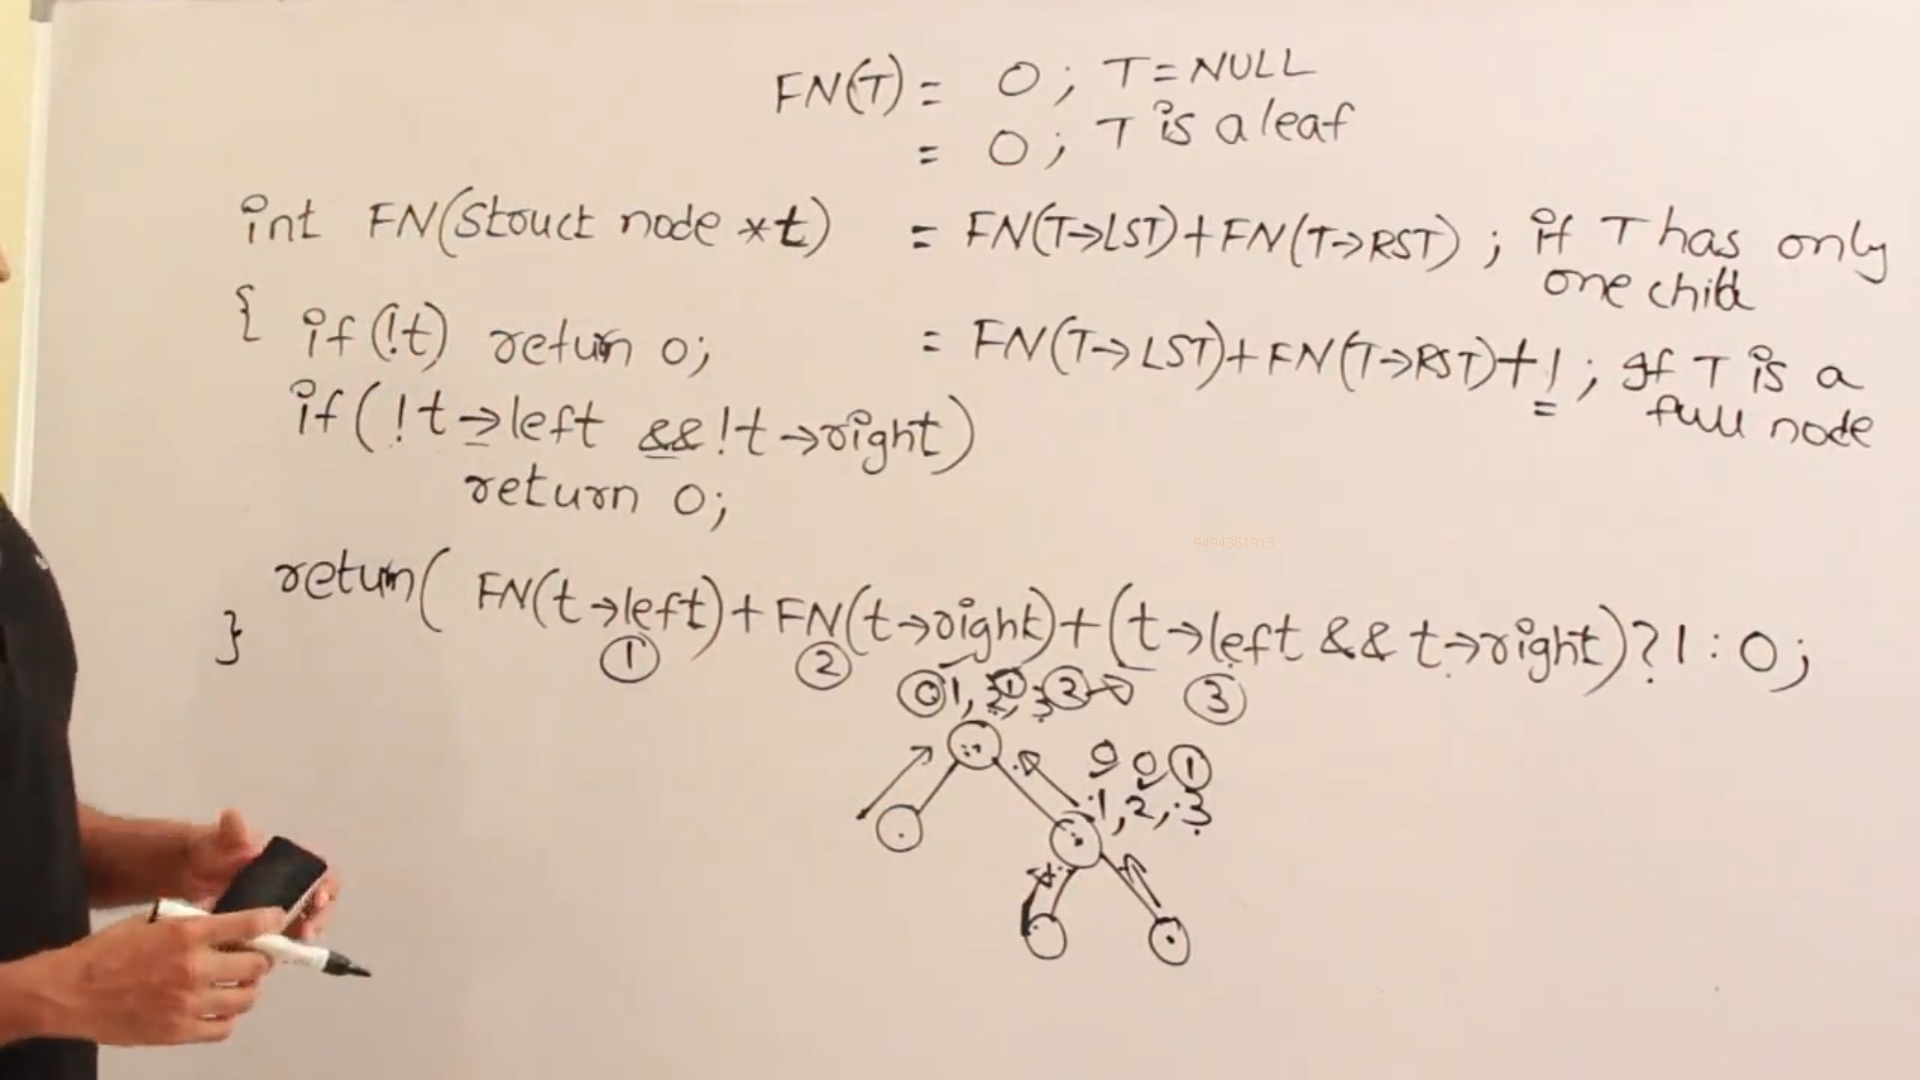 FN(T) = 0 ; T = NULL
= 0 ; T is a leaf
= FN(T→LST)+FN(T→RST) ; if T has only
one child
= FN(T→LST)+FN(T→RST)+1 ; If T is a
full node
int FN(Struct node *t)
{ if(!t) return 0;
if(!t→left &&!t→right)
return 0;
return( FN(t→left)+FN(t→right)+(t→left && t→right)?1:0;
}
1 2 3
0 1, 2, 1 3 2
0 0 1
1, 2, 3
9494361913